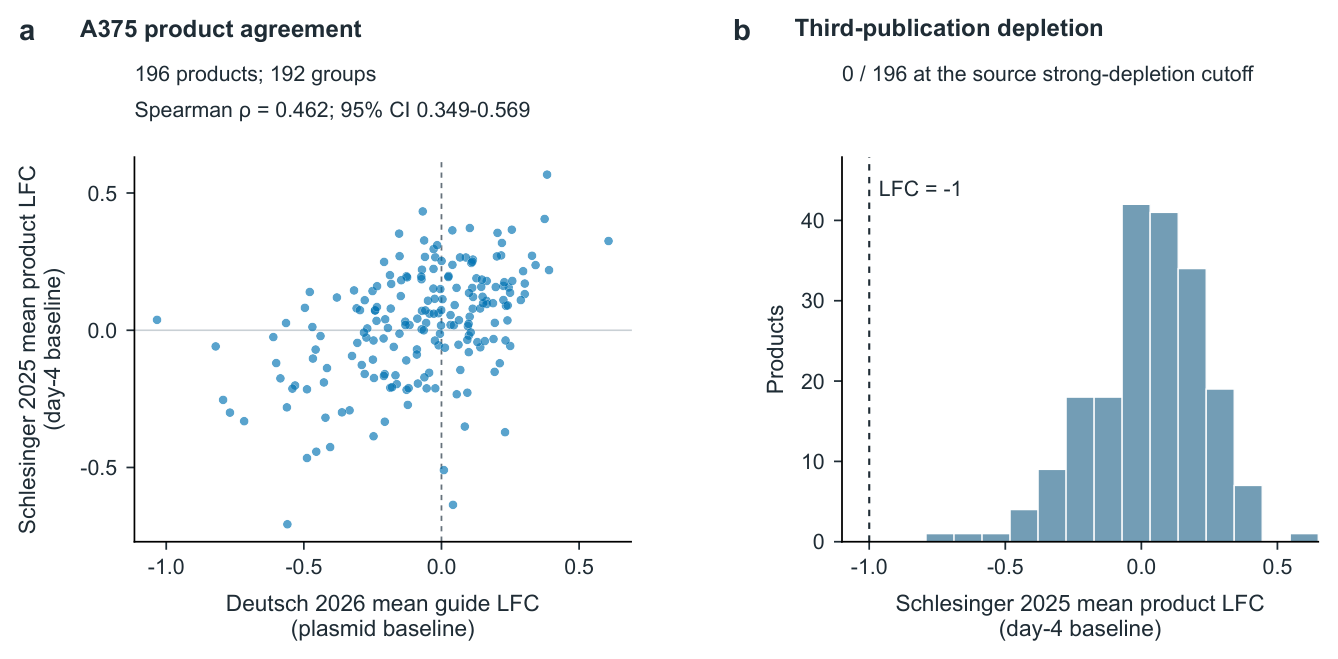 a
A375 product agreement
196 products; 192 groups
Spearman ρ = 0.462; 95% CI 0.349-0.569
Schlesinger 2025 mean product LFC
(day-4 baseline)
0.5
0.0
-0.5
-1.0
-0.5
0.0
0.5
Deutsch 2026 mean guide LFC
(plasmid baseline)
b
Third-publication depletion
0 / 196 at the source strong-depletion cutoff
LFC = -1
Products
40
30
20
10
0
-1.0
-0.5
0.0
0.5
Schlesinger 2025 mean product LFC
(day-4 baseline)